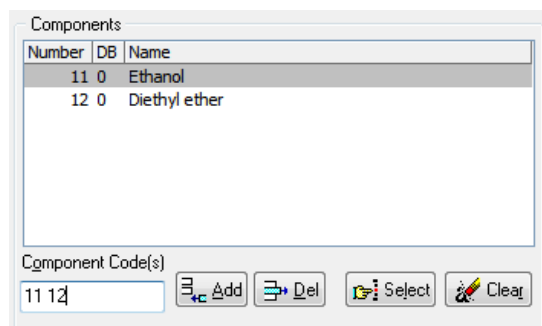 Components
Number DB Name
11 0 Ethanol
12 0 Diethyl ether
Component Code(s)
11 12 Add Del Select Clear